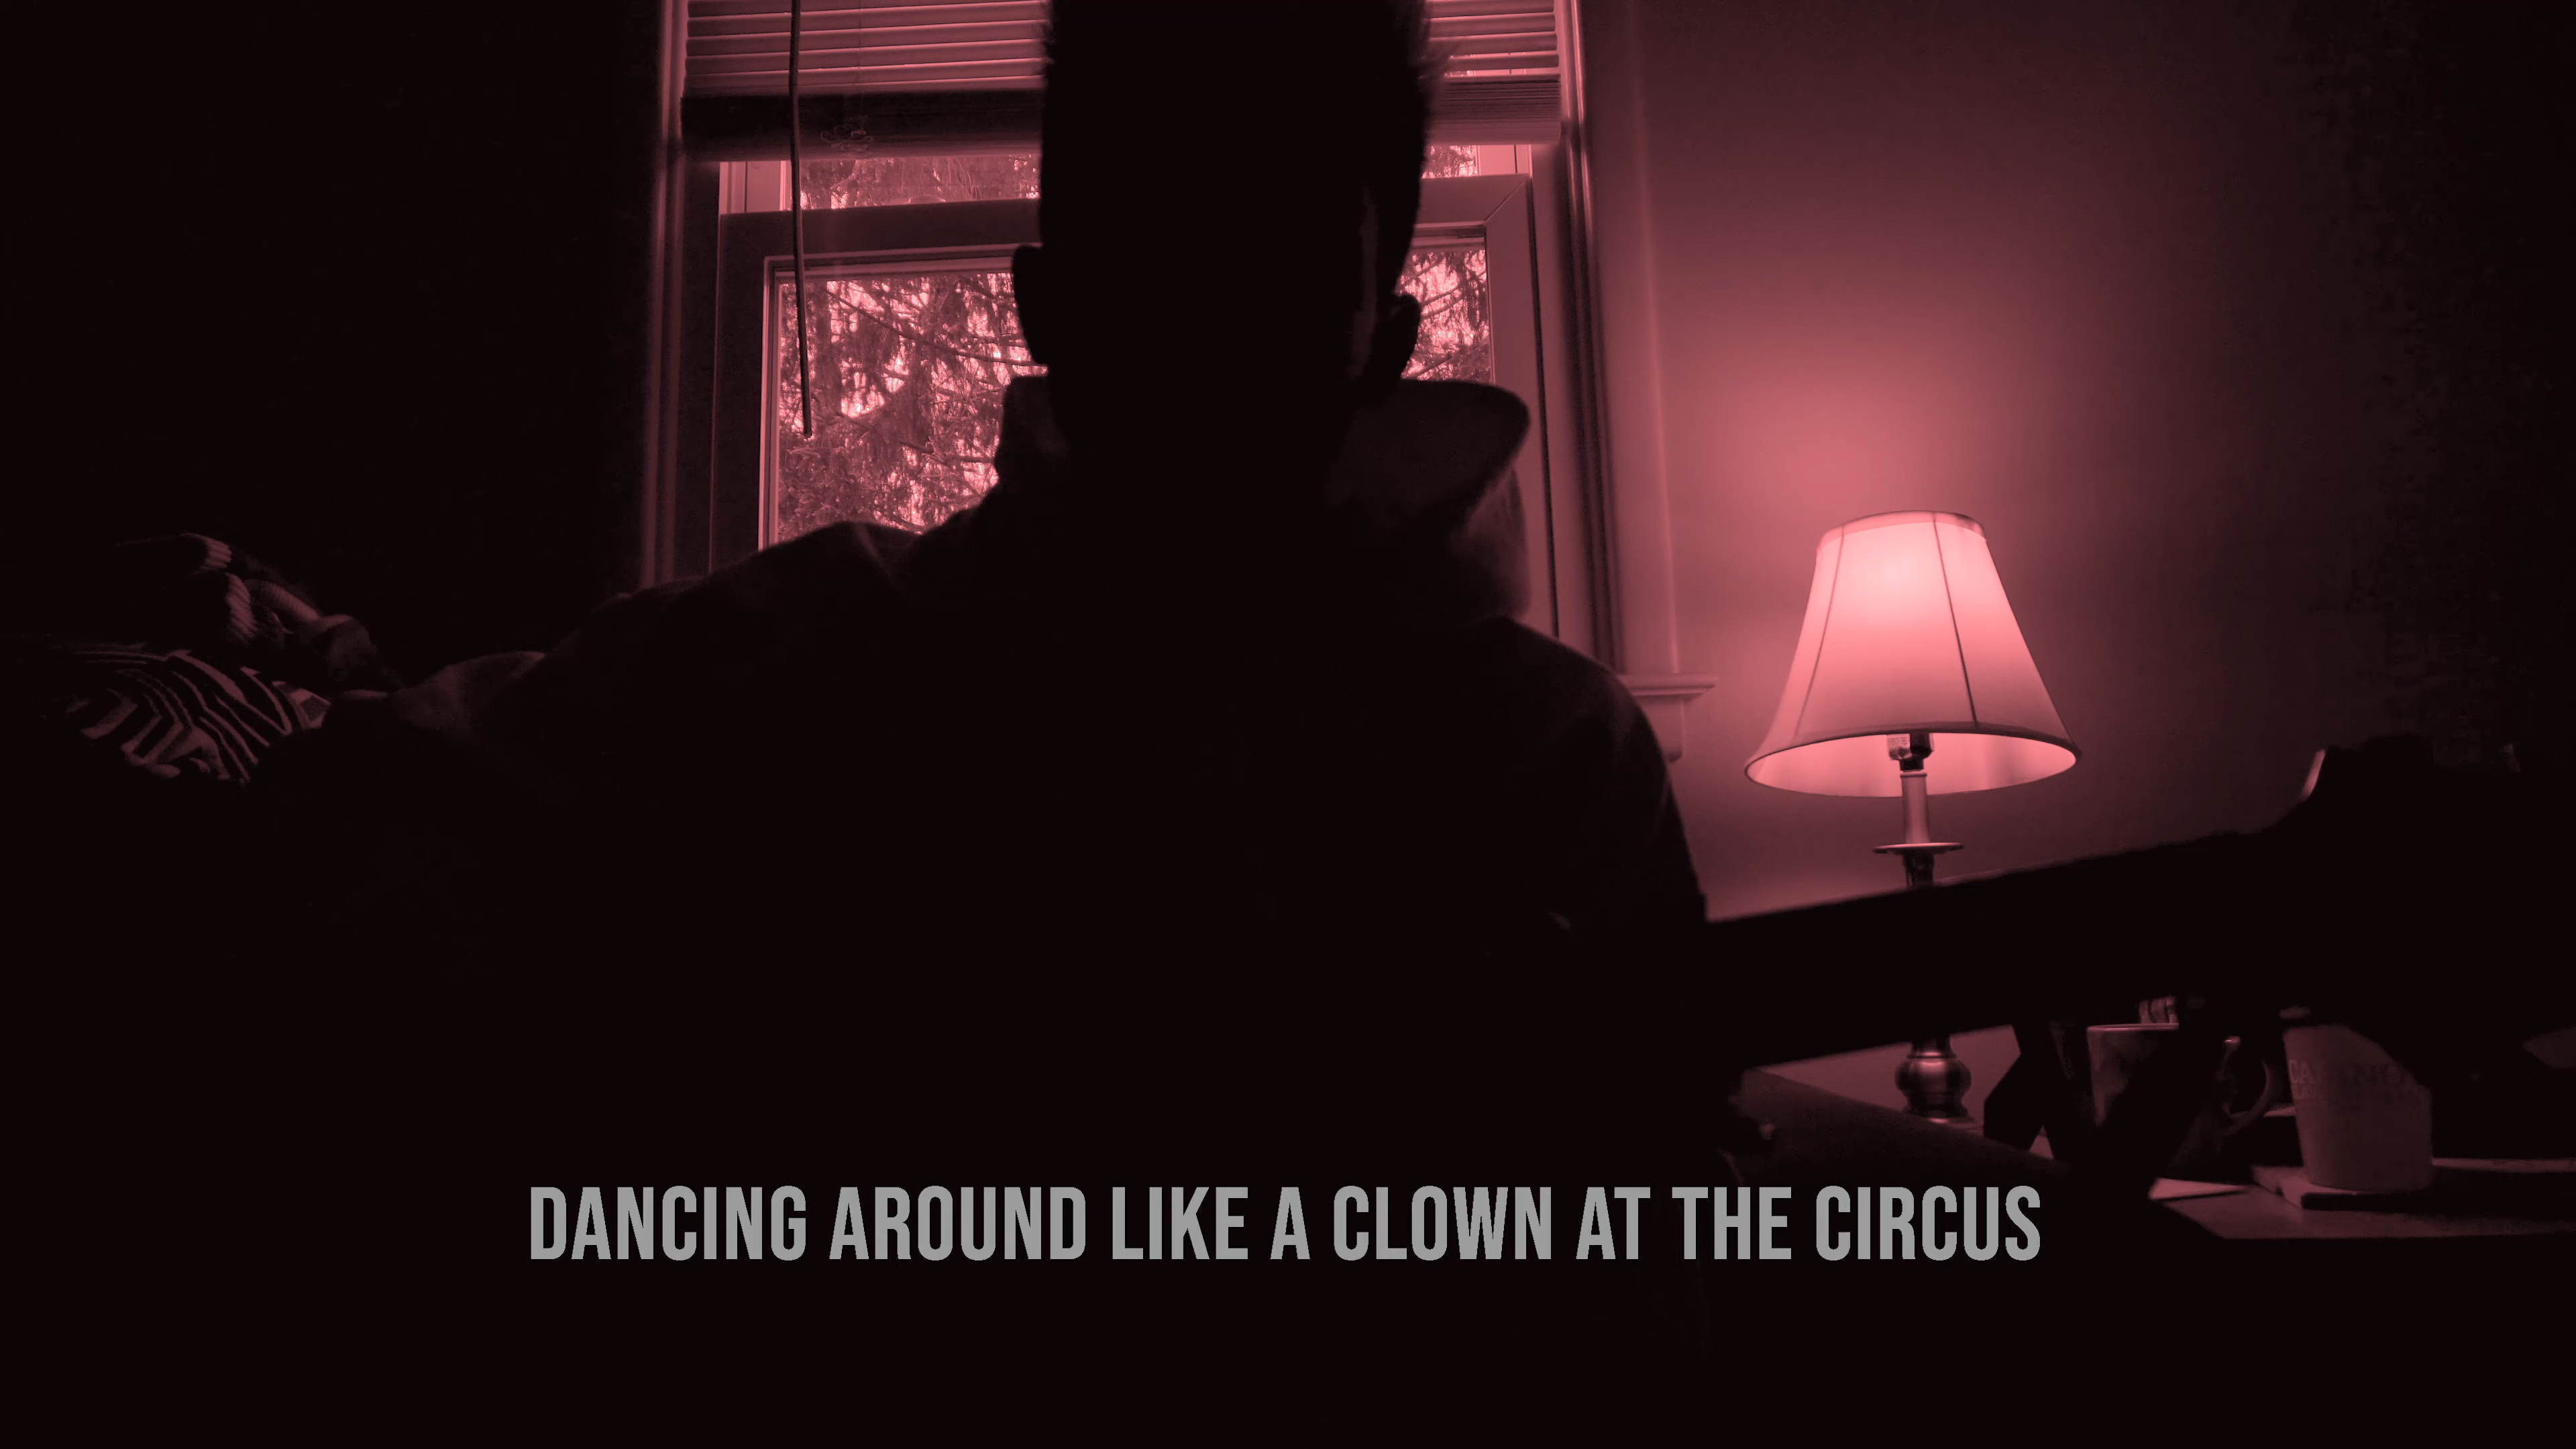 DANCING AROUND LIKE A CLOWN AT THE CIRCUS